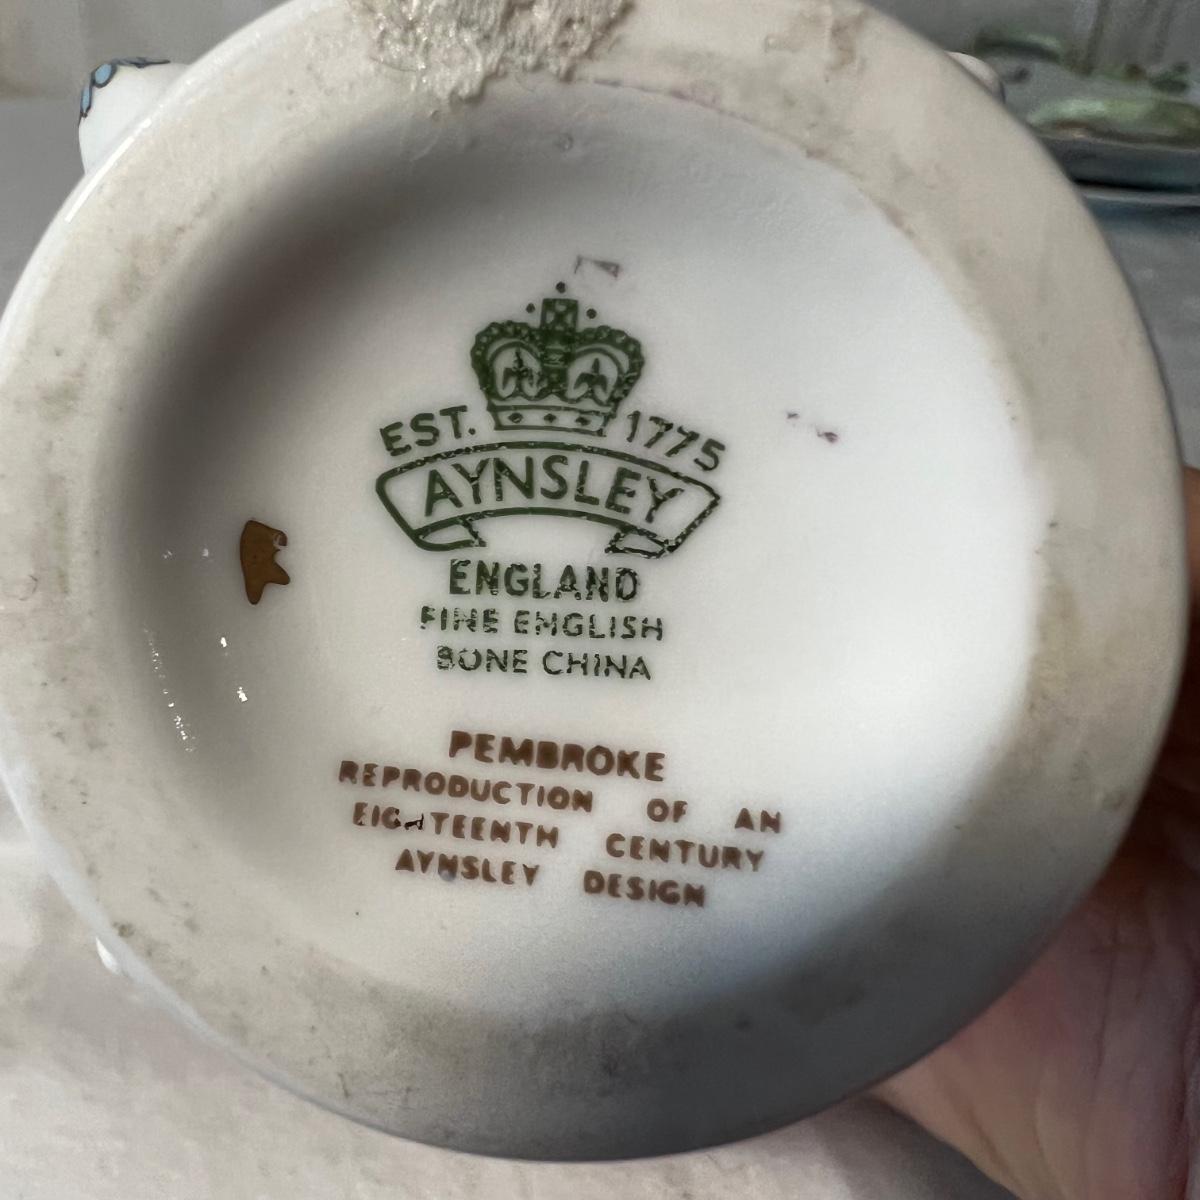 EST. 1775
AYNSLEY
ENGLAND
FINE ENGLISH
BONE CHINA
PEMBROKE
REPRODUCTION OF AN
EIGHTEENTH CENTURY
AYNSLEY DESIGN